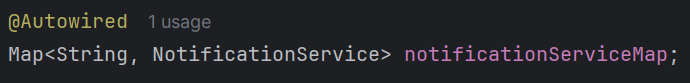 @Autowired 1 usage
Map<String, NotificationService> notificationServiceMap;